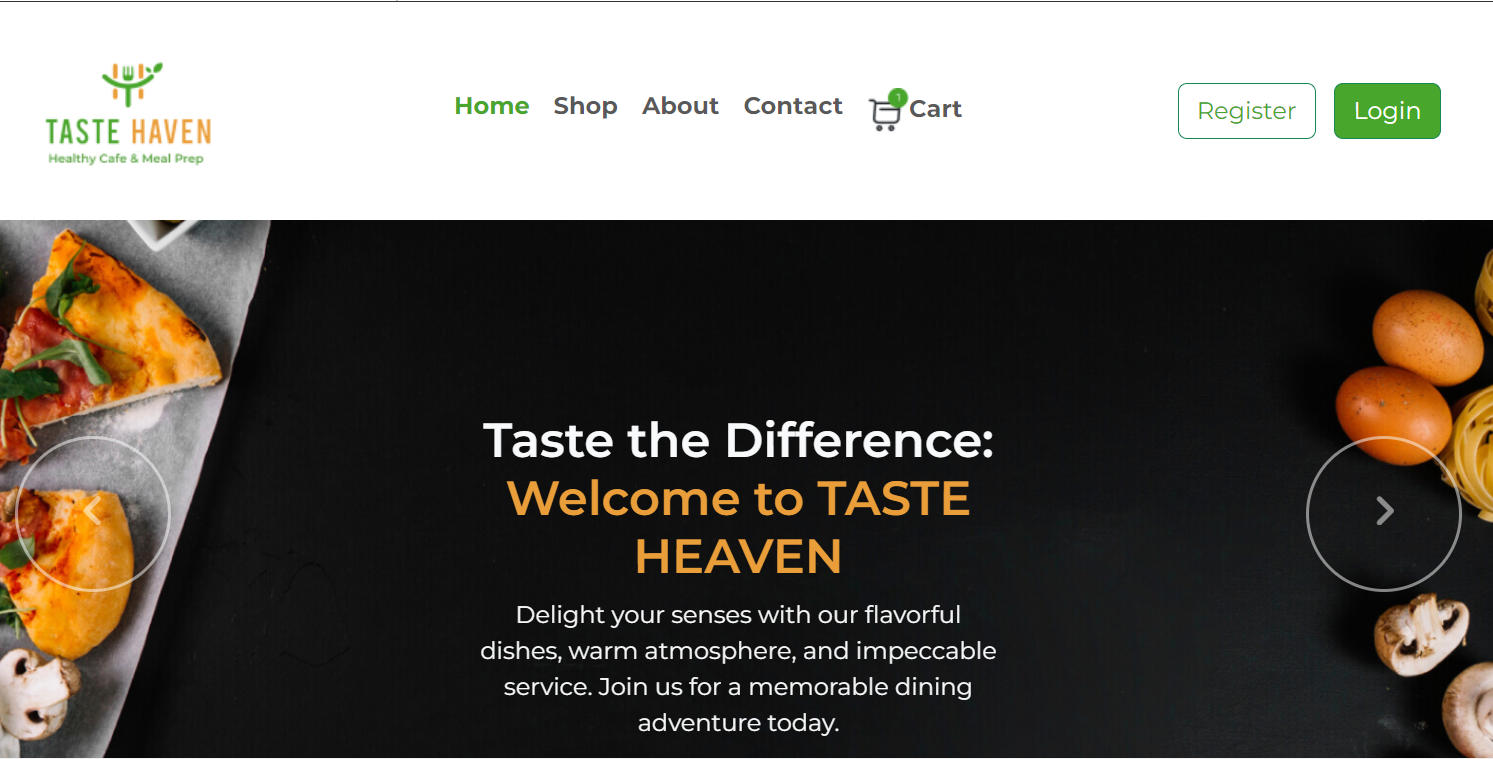 TASTE HAVEN
Healthy Cafe & Meal Prep
Home Shop About Contact 1 Cart
Register Login
Taste the Difference:
Welcome to TASTE
HEAVEN
Delight your senses with our flavorful
dishes, warm atmosphere, and impeccable
service. Join us for a memorable dining
adventure today.